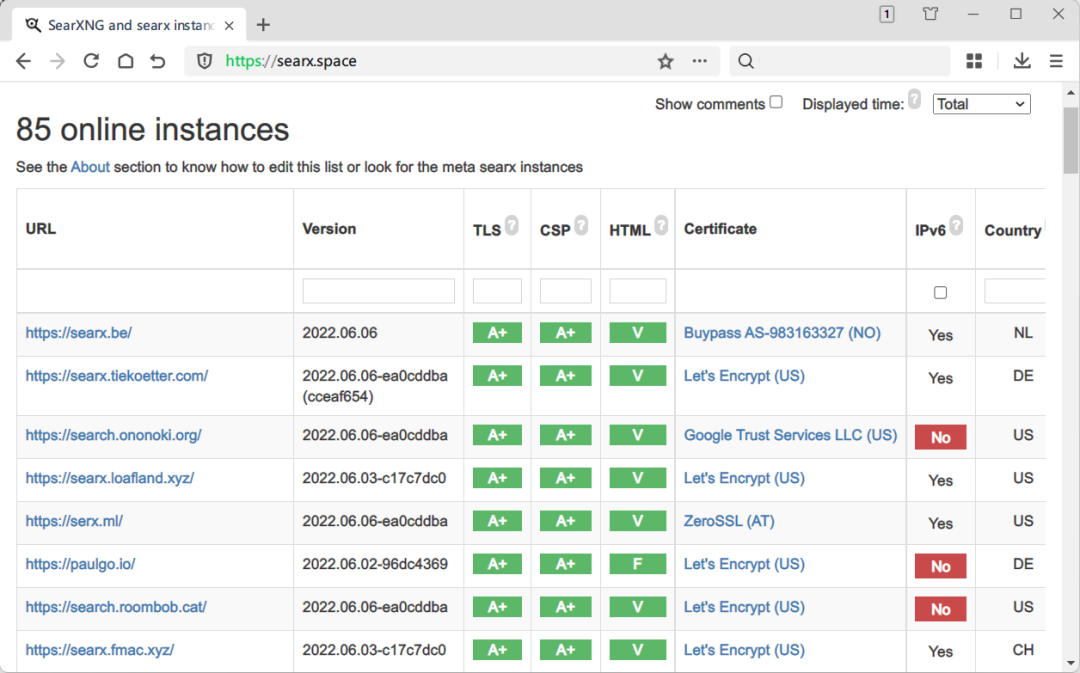 SearXNG and searx instanc
1
https://searx.space
Show comments Displayed time: ? Total
85 online instances
See the About section to know how to edit this list or look for the meta searx instances
URL Version TLS ? CSP ? HTML ? Certificate IPv6 ? Country
https://searx.be/ 2022.06.06 A+ A+ V Buypass AS-983163327 (NO) Yes NL
https://searx.tiekoetter.com/ 2022.06.06-ea0cddba A+ A+ V Let's Encrypt (US) Yes DE
(cceaf654)
https://search.ononoki.org/ 2022.06.06-ea0cddba A+ A+ V Google Trust Services LLC (US) No US
https://searx.loafland.xyz/ 2022.06.03-c17c7dc0 A+ A+ V Let's Encrypt (US) Yes US
https://serx.ml/ 2022.06.06-ea0cddba A+ A+ V ZeroSSL (AT) Yes US
https://paulgo.io/ 2022.06.02-96dc4369 A+ A+ F Let's Encrypt (US) No DE
https://search.roombob.cat/ 2022.06.06-ea0cddba A+ A+ V Let's Encrypt (US) No US
https://searx.fmac.xyz/ 2022.06.03-c17c7dc0 A+ A+ V Let's Encrypt (US) Yes CH